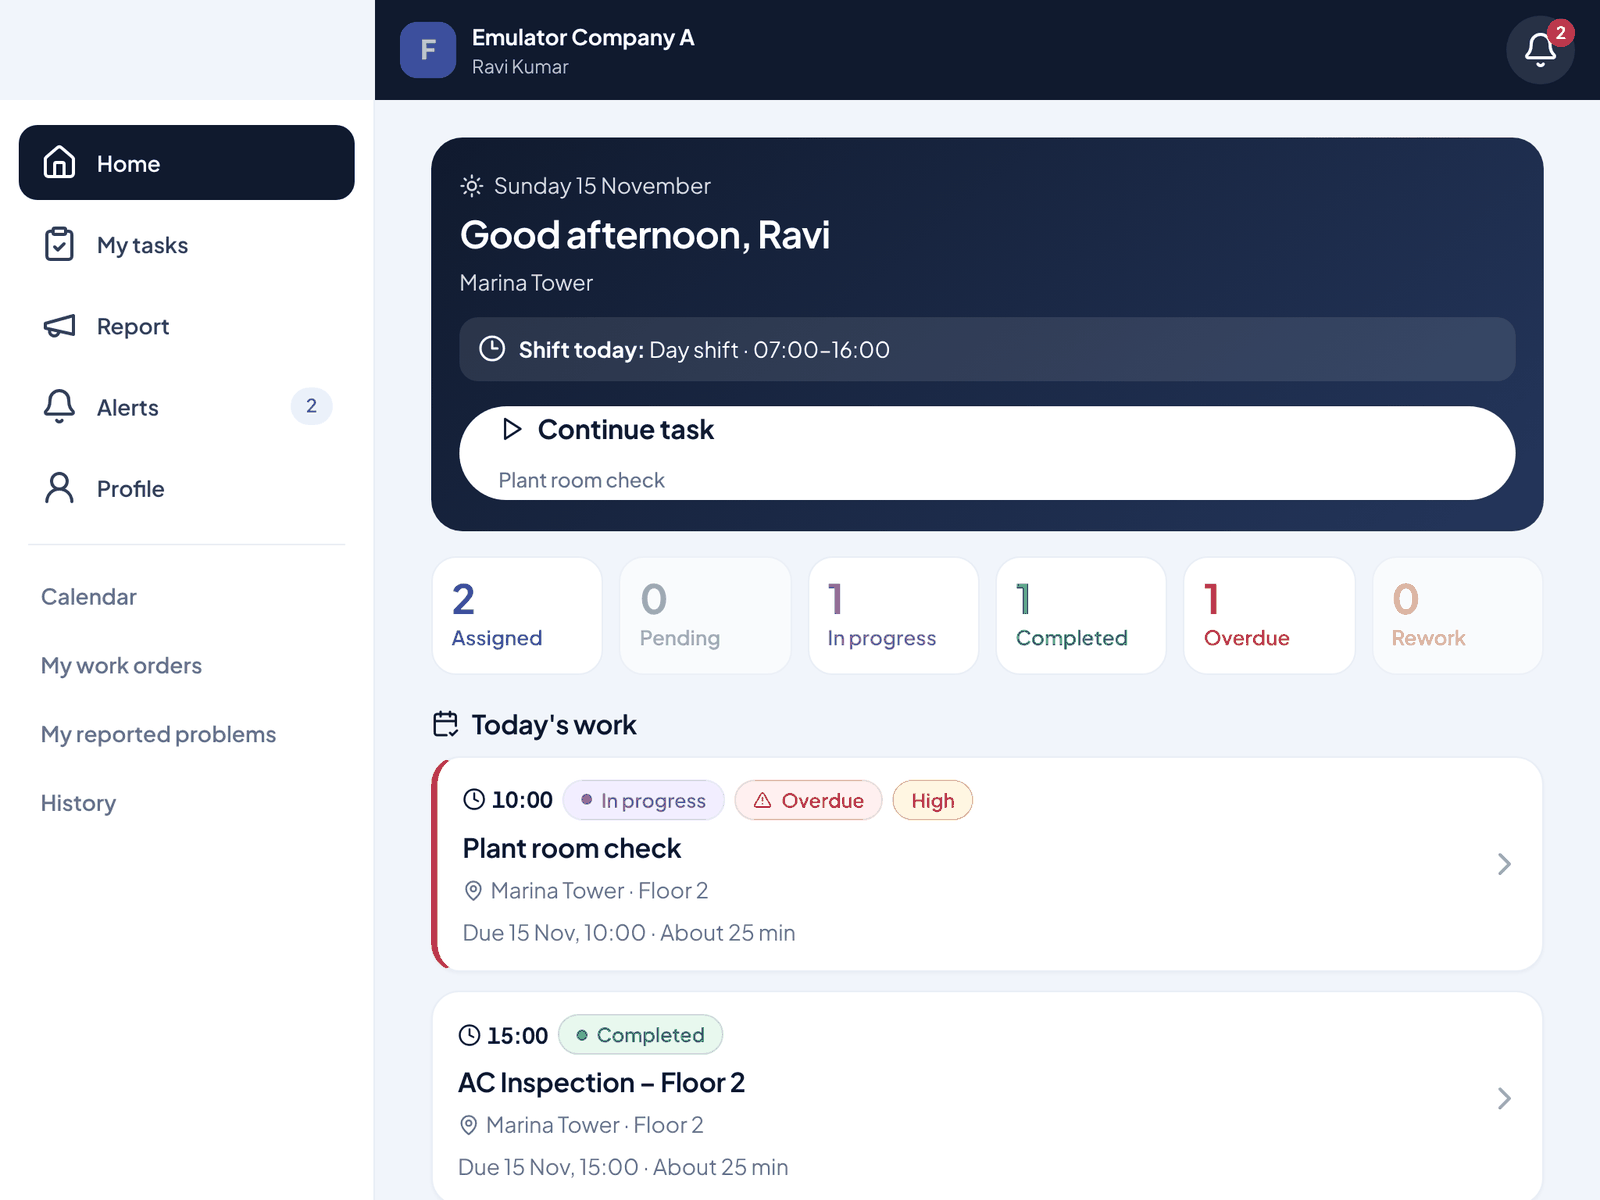 F
Emulator Company A
Ravi Kumar
2
Home
My tasks
Report
Alerts
2
Profile
Calendar
My work orders
My reported problems
History
Sunday 15 November
Good afternoon, Ravi
Marina Tower
Shift today: Day shift · 07:00–16:00
Continue task
Plant room check
2
Assigned
0
Pending
1
In progress
1
Completed
1
Overdue
0
Rework
Today's work
10:00 In progress Overdue High
Plant room check
Marina Tower · Floor 2
Due 15 Nov, 10:00 · About 25 min
15:00 Completed
AC Inspection – Floor 2
Marina Tower · Floor 2
Due 15 Nov, 15:00 · About 25 min